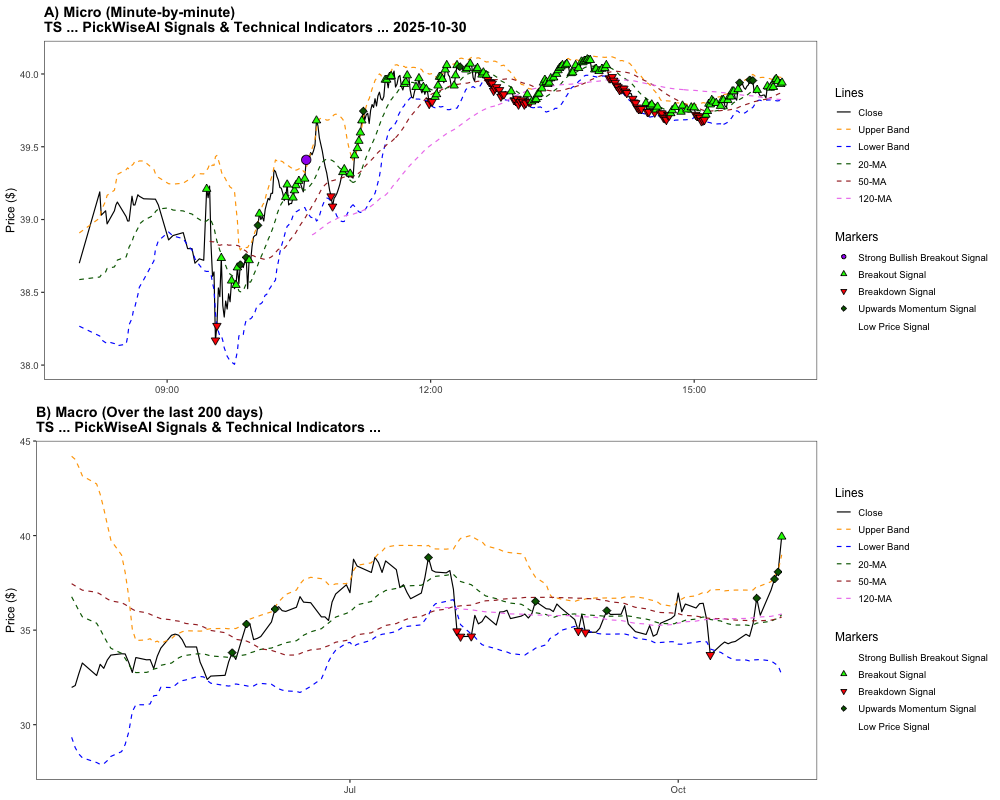 A) Micro (Minute-by-minute)
TS ... PickWiseAI Signals & Technical Indicators ... 2025-10-30
Price ($)
40.0
39.5
39.0
38.5
38.0
09:00
12:00
15:00
Lines
Close
Upper Band
Lower Band
20-MA
50-MA
120-MA
Markers
Strong Bullish Breakout Signal
Breakout Signal
Breakdown Signal
Upwards Momentum Signal
Low Price Signal
B) Macro (Over the last 200 days)
TS ... PickWiseAI Signals & Technical Indicators ...
Price ($)
45
40
35
30
Jul
Oct
Lines
Close
Upper Band
Lower Band
20-MA
50-MA
120-MA
Markers
Strong Bullish Breakout Signal
Breakout Signal
Breakdown Signal
Upwards Momentum Signal
Low Price Signal